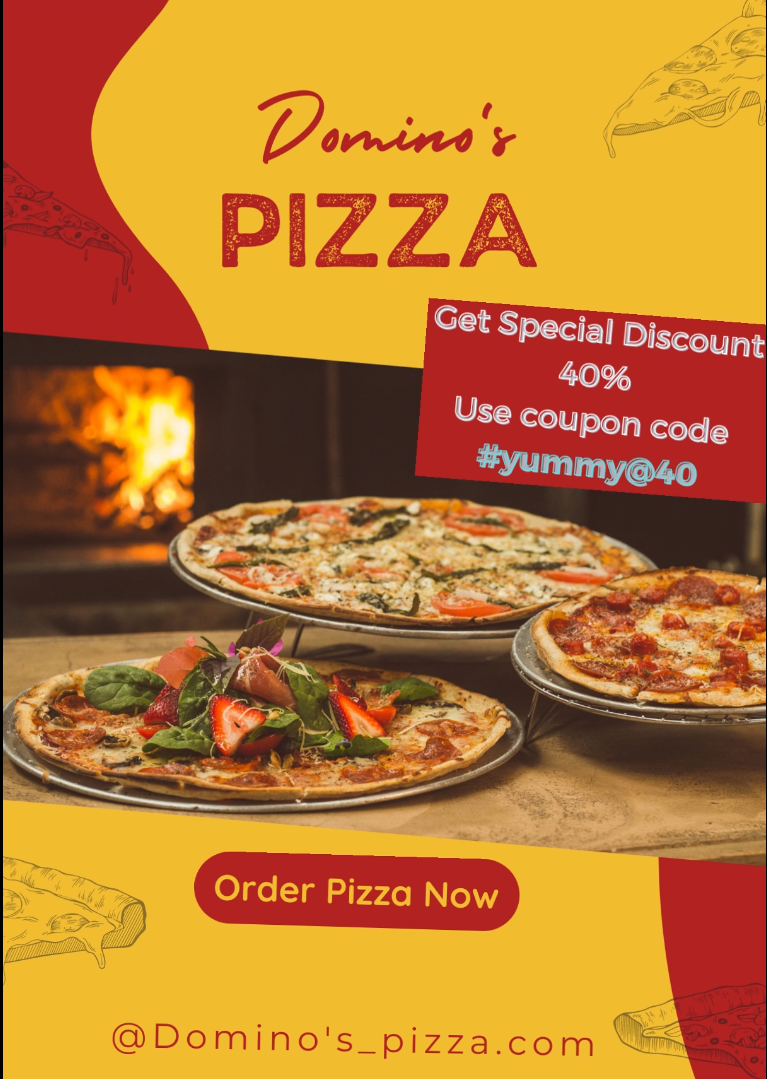 Domino's
PIZZA
Get Special Discount
40%
Use coupon code
#yummy@40
Order Pizza Now
@Domino's_pizza.com